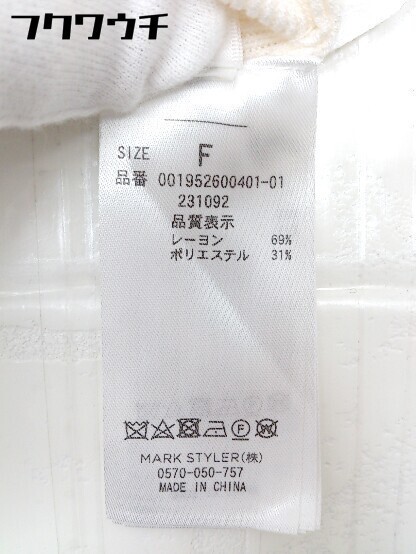 フクワウチ
SIZE F
品番 001952600401-01
231092
品質表示
レーヨン 69%
ポリエステル 31%
MARK STYLER(株)
0570-050-757
MADE IN CHINA